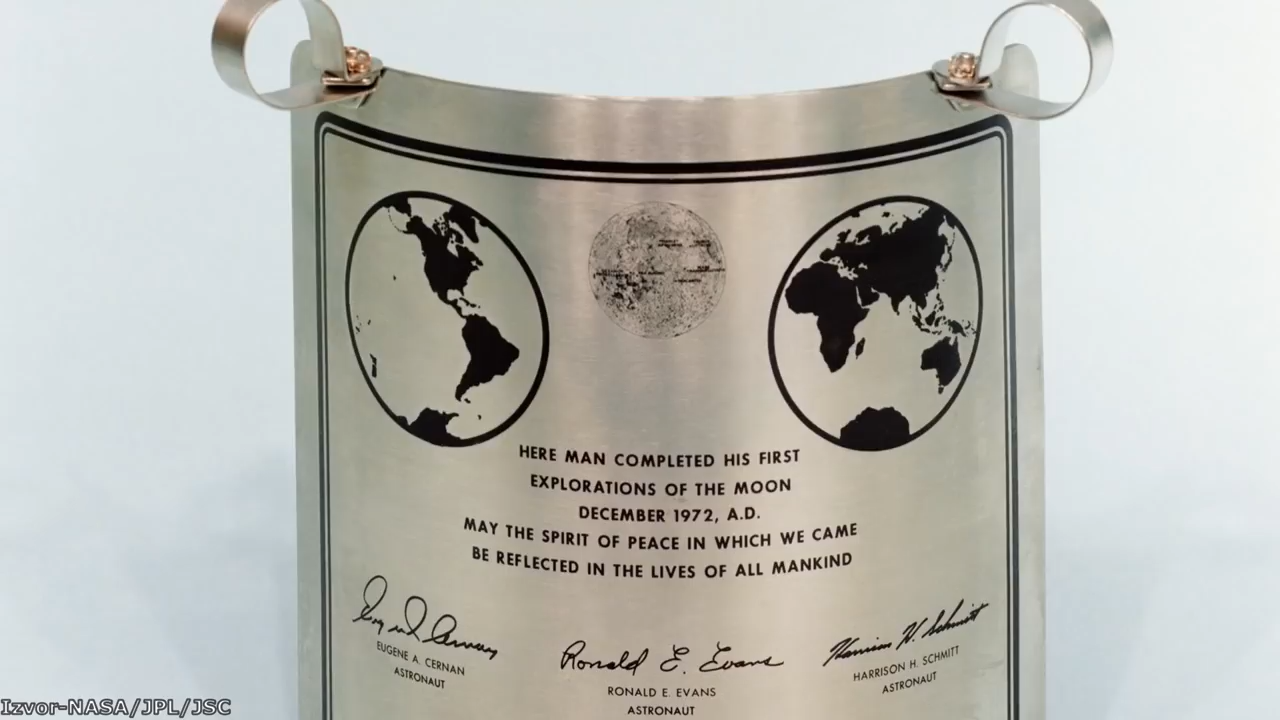 HERE MAN COMPLETED HIS FIRST
EXPLORATIONS OF THE MOON
DECEMBER 1972, A.D.
MAY THE SPIRIT OF PEACE IN WHICH WE CAME
BE REFLECTED IN THE LIVES OF ALL MANKIND
Ronald E. Evans
Harrison H. Schmitt
EUGENE A. CERNAN
ASTRONAUT
RONALD E. EVANS
ASTRONAUT
HARRISON H. SCHMITT
ASTRONAUT
Izvor-NASA/JPL/JSC